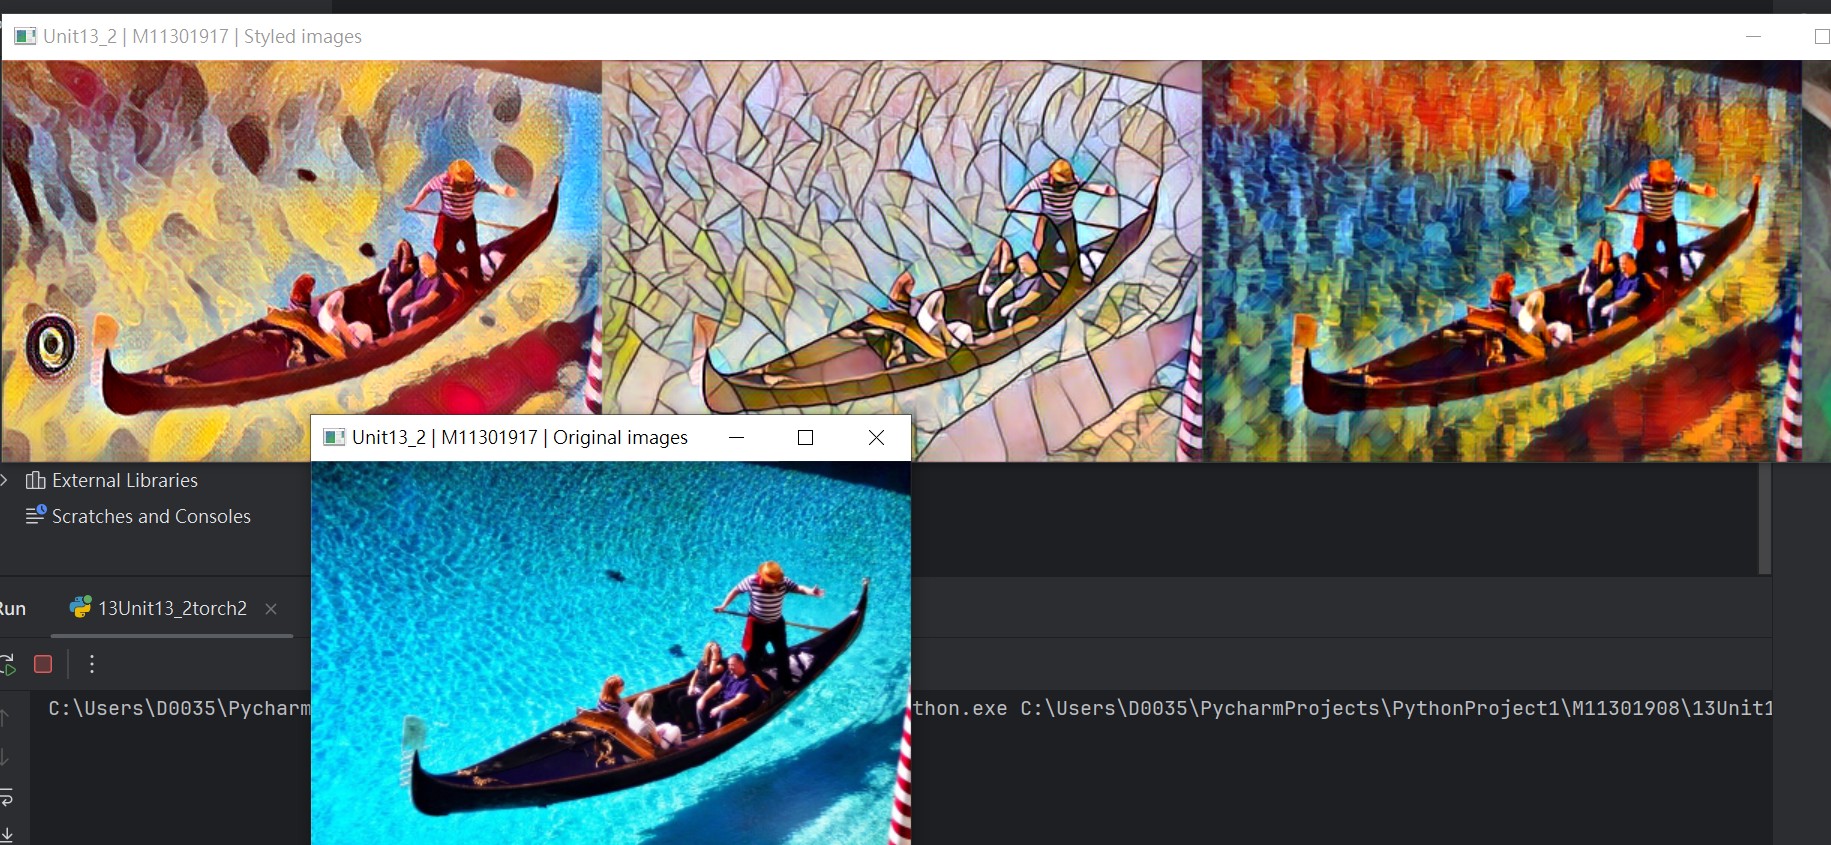 Unit13_2 | M11301917 | Styled images
Unit13_2 | M11301917 | Original images
External Libraries
Scratches and Consoles
Run
13Unit13_2torch2
C:\Users\D0035\Pycharm
thon.exe C:\Users\D0035\PycharmProjects\PythonProject1\M11301908\13Unit1